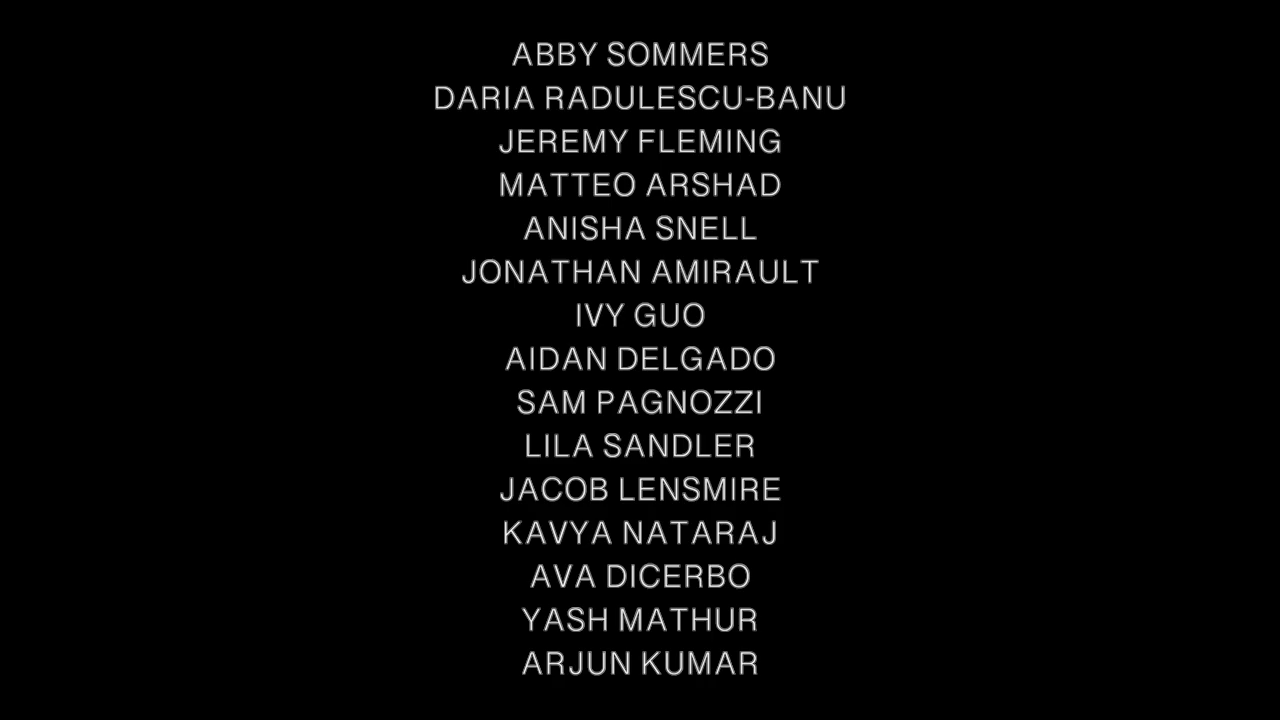 ABBY SOMMERS
DARIA RADULESCU-BANU
JEREMY FLEMING
MATTEO ARSHAD
ANISHA SNELL
JONATHAN AMIRAULT
IVY GUO
AIDAN DELGADO
SAM PAGNOZZI
LILA SANDLER
JACOB LENSMIRE
KAVYA NATARAJ
AVA DICERBO
YASH MATHUR
ARJUN KUMAR